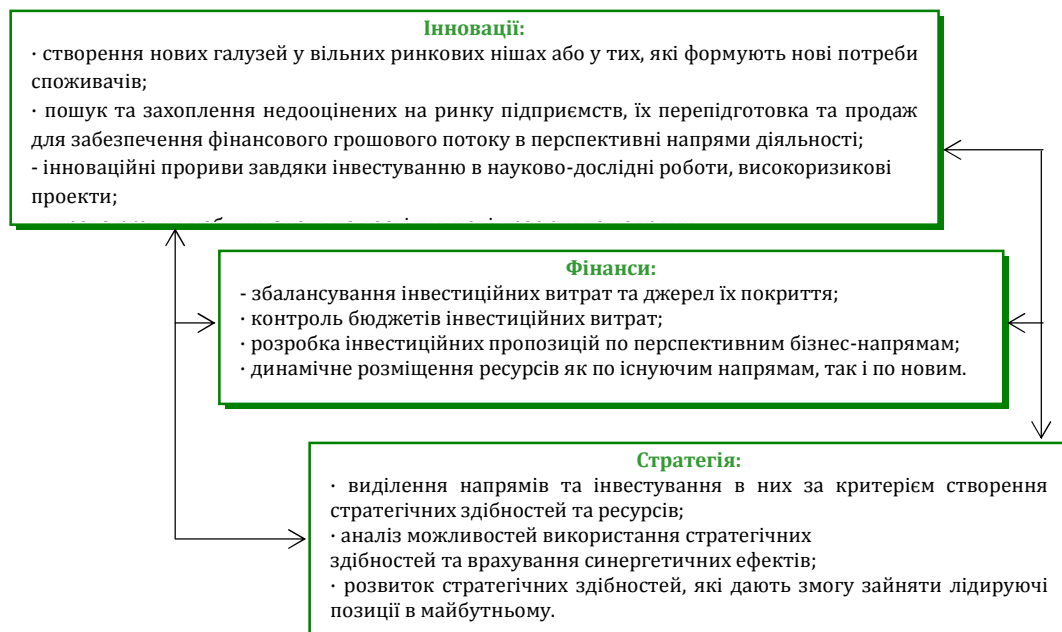 Інновації:
· створення нових галузей у вільних ринкових нішах або у тих, які формують нові потреби
споживачів;
· пошук та захоплення недооцінених на ринку підприємств, їх перепідготовка та продаж
для забезпечення фінансового грошового потоку в перспективні напрями діяльності;
- інноваційні прориви завдяки інвестуванню в науково-дослідні роботи, високоризикові
проекти;
Фінанси:
- збалансування інвестиційних витрат та джерел їх покриття;
· контроль бюджетів інвестиційних витрат;
· розробка інвестиційних пропозицій по перспективним бізнес-напрямам;
· динамічне розміщення ресурсів як по існуючим напрямам, так і по новим.
Стратегія:
· виділення напрямів та інвестування в них за критерієм створення
стратегічних здібностей та ресурсів;
· аналіз можливостей використання стратегічних
здібностей та врахування синергетичних ефектів;
· розвиток стратегічних здібностей, які дають змогу зайняти лідируючі
позиції в майбутньому.